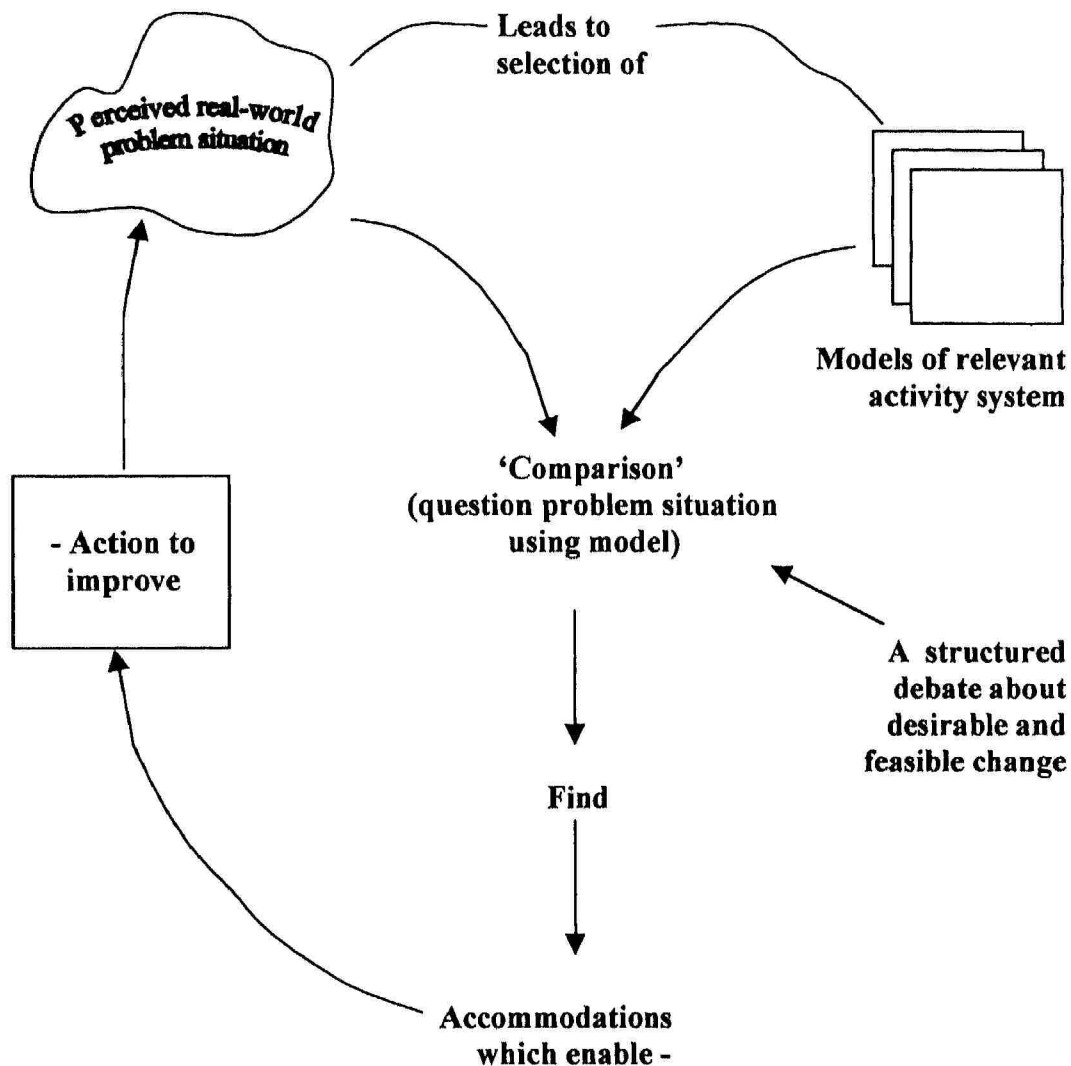 Leads to
selection of
Perceived real-world
problem situation
Models of relevant
activity system
‘Comparison’
(question problem situation
using model)
- Action to
improve
A structured
debate about
desirable and
feasible change
Find
Accommodations
which enable -